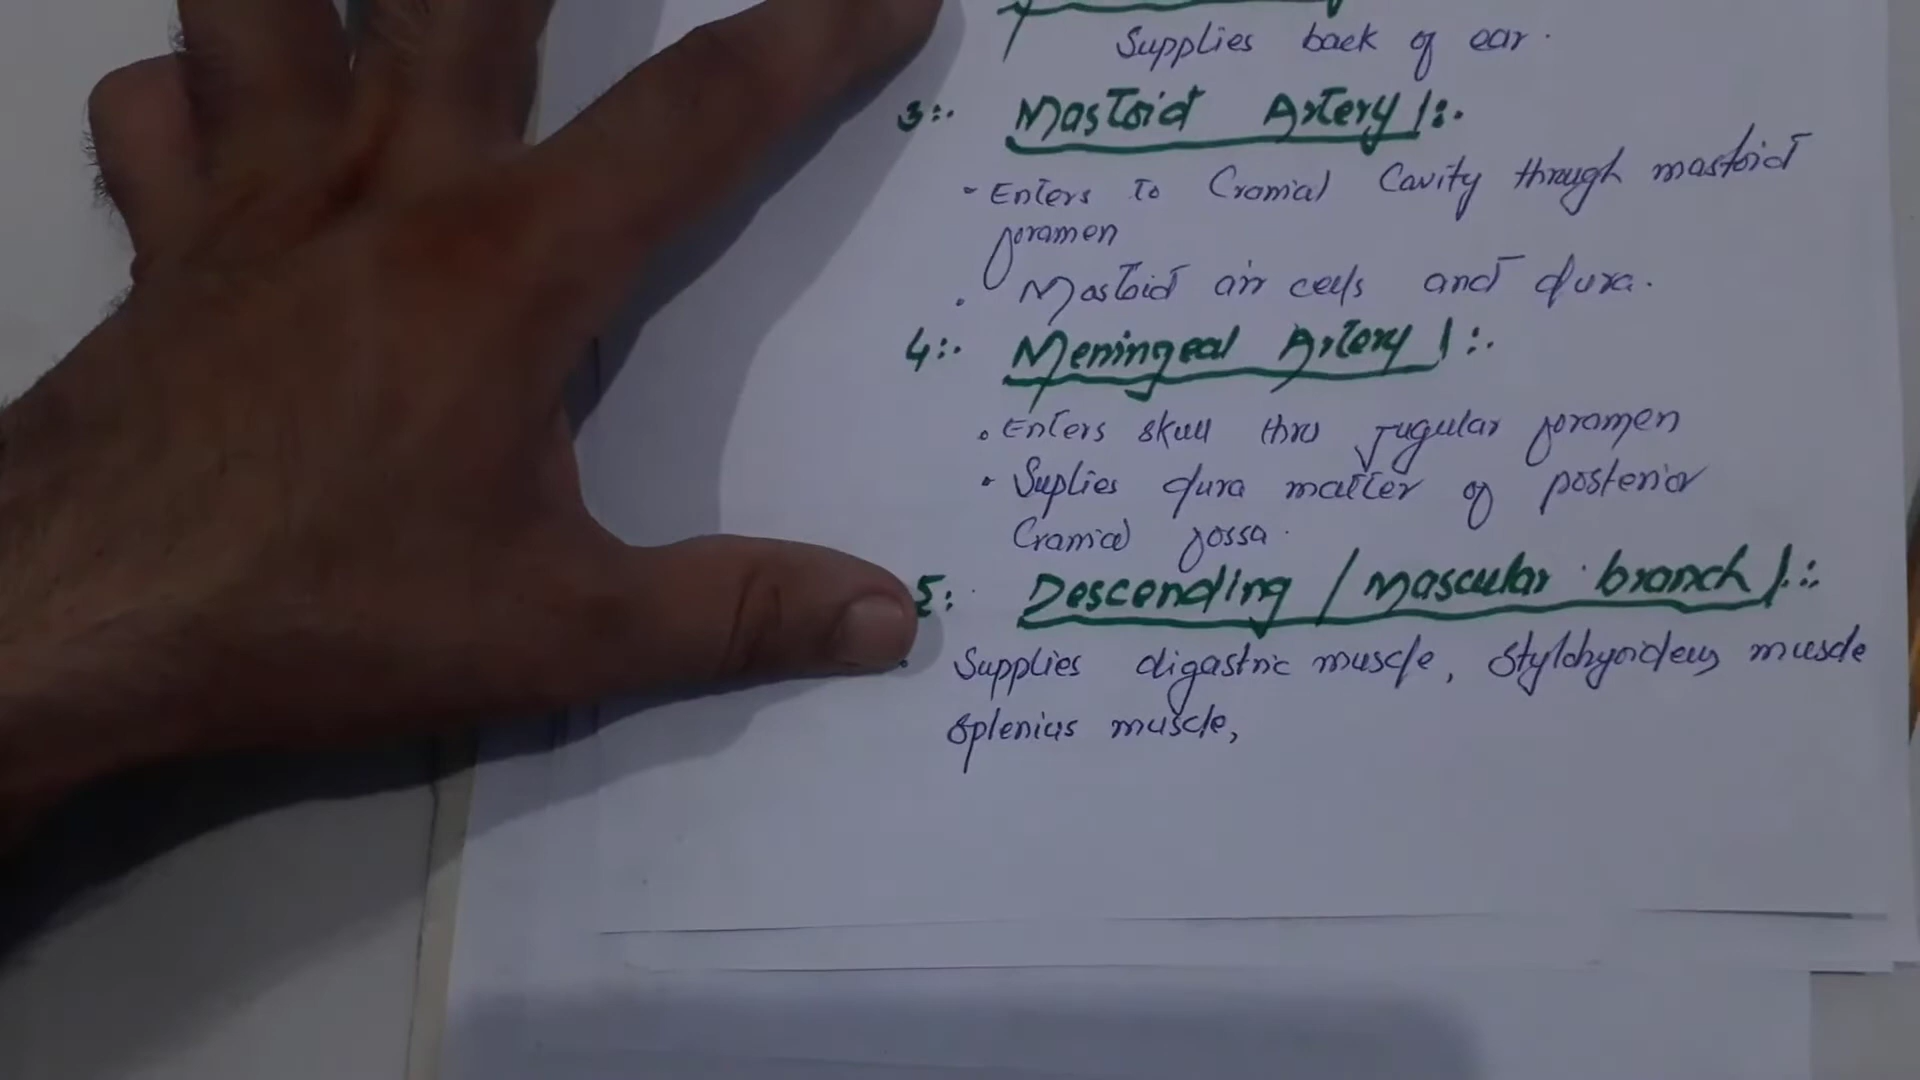 Supplies back of ear.
3:. Mastoid Artery|:.
- Enters to Cranial Cavity through mastoid
foramen
. Mastoid air cells and dura.
4:. Meningeal Artery|:.
. Enters skull thro jugular foramen
. Suplies dura matter of posterior
Cranial fossa.
5: Descending / Mascular branch|:.
. Supplies digastric muscle, Stylohyoideus muscle
Splenius muscle,